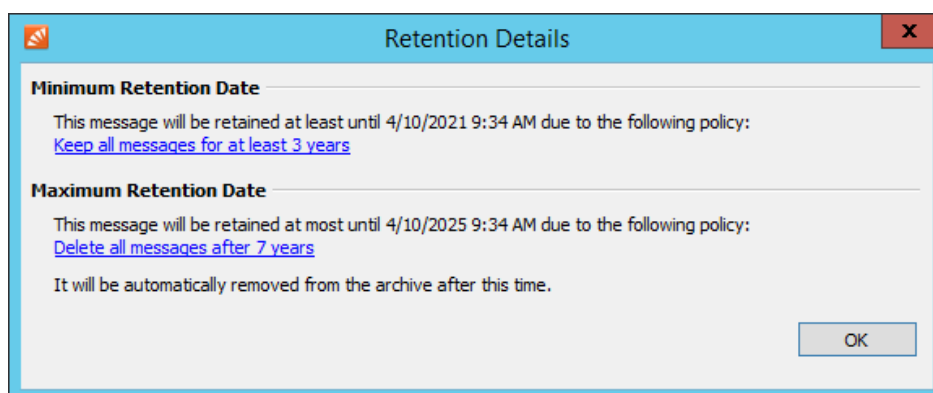 Retention Details
x
Minimum Retention Date
This message will be retained at least until 4/10/2021 9:34 AM due to the following policy:
Keep all messages for at least 3 years
Maximum Retention Date
This message will be retained at most until 4/10/2025 9:34 AM due to the following policy:
Delete all messages after 7 years
It will be automatically removed from the archive after this time.
OK